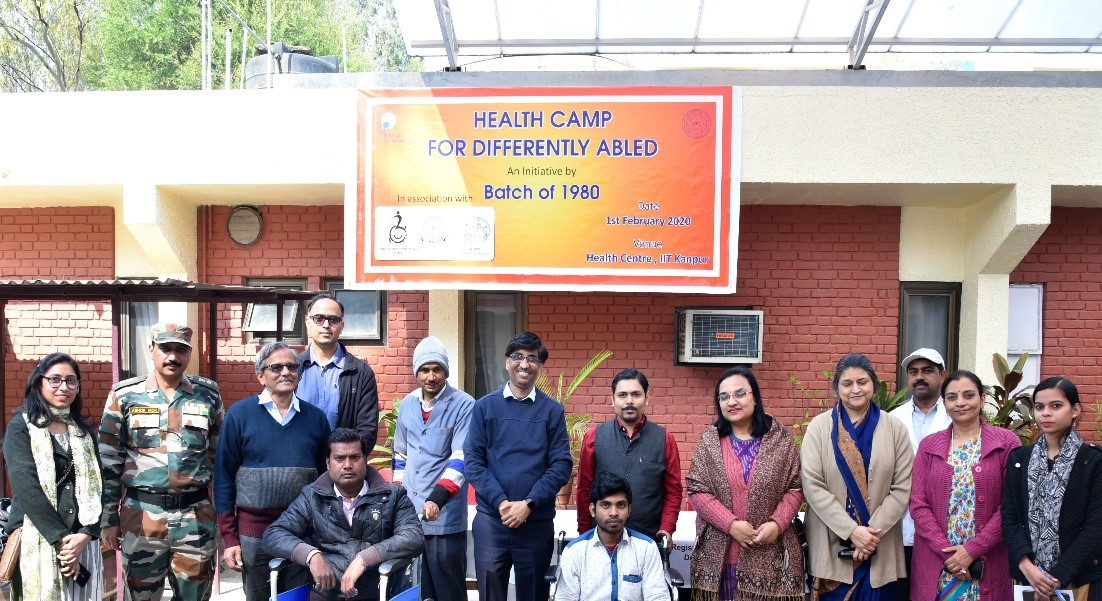 HEALTH CAMP
FOR DIFFERENTLY ABLED
An Initiative by
Batch of 1980
In association with
Date
1st February 2020
Venue
Health Centre , IIT Kanpur